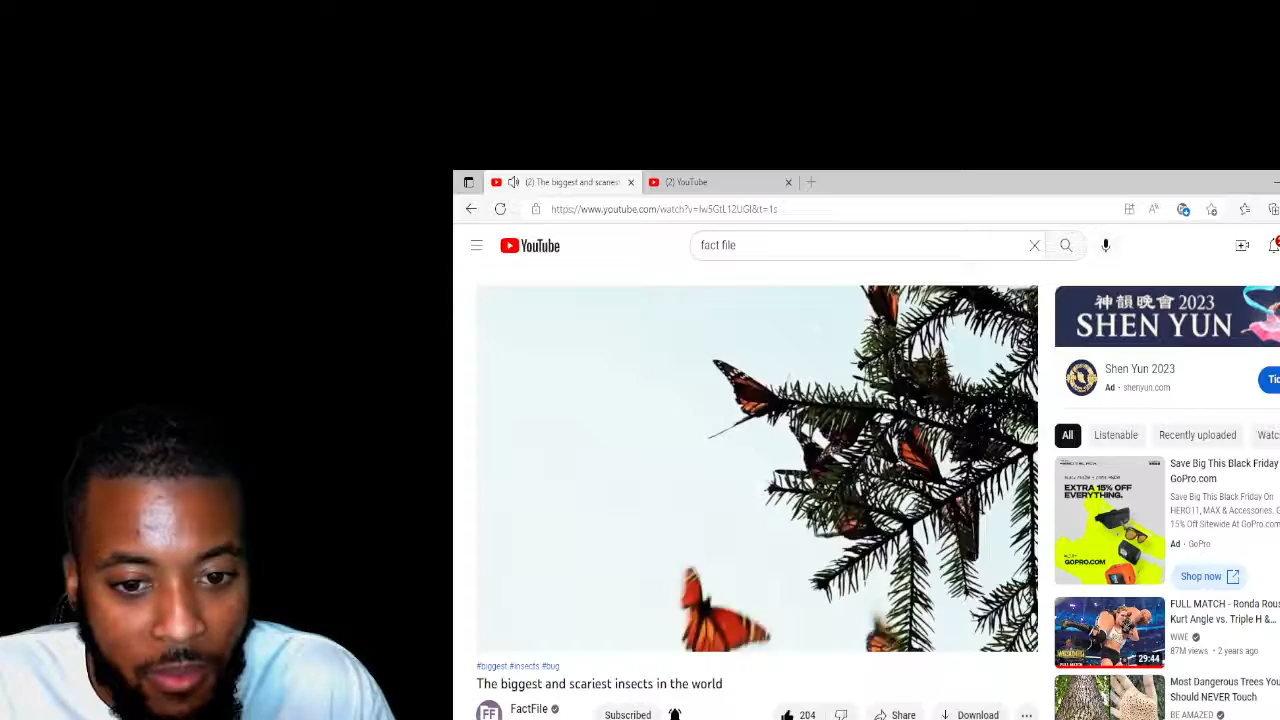 (2) The biggest and scariest
(2) YouTube
https://www.youtube.com/watch?v=Iw5GtL12UGI&t=1s
YouTube
fact file
神韻晚會 2023
SHEN YUN
Shen Yun 2023
Ad · shenyun.com
All
Listenable
Recently uploaded
EXTRA 15% OFF
EVERYTHING.
GOPRO.COM
Save Big This Black Friday
GoPro.com
Save Big This Black Friday On
HERO11, MAX & Accessories.
15% Off Sitewide At GoPro.com
Ad · GoPro
Shop now
29:44
FULL MATCH - Ronda
Kurt Angle vs. Triple H &...
WWE
87M views · 2 years ago
Most Dangerous Trees You
Should NEVER Touch
BE AMAZED
#biggest #insects #bug
The biggest and scariest insects in the world
FF
FactFile
Subscribed
204
Share
Download